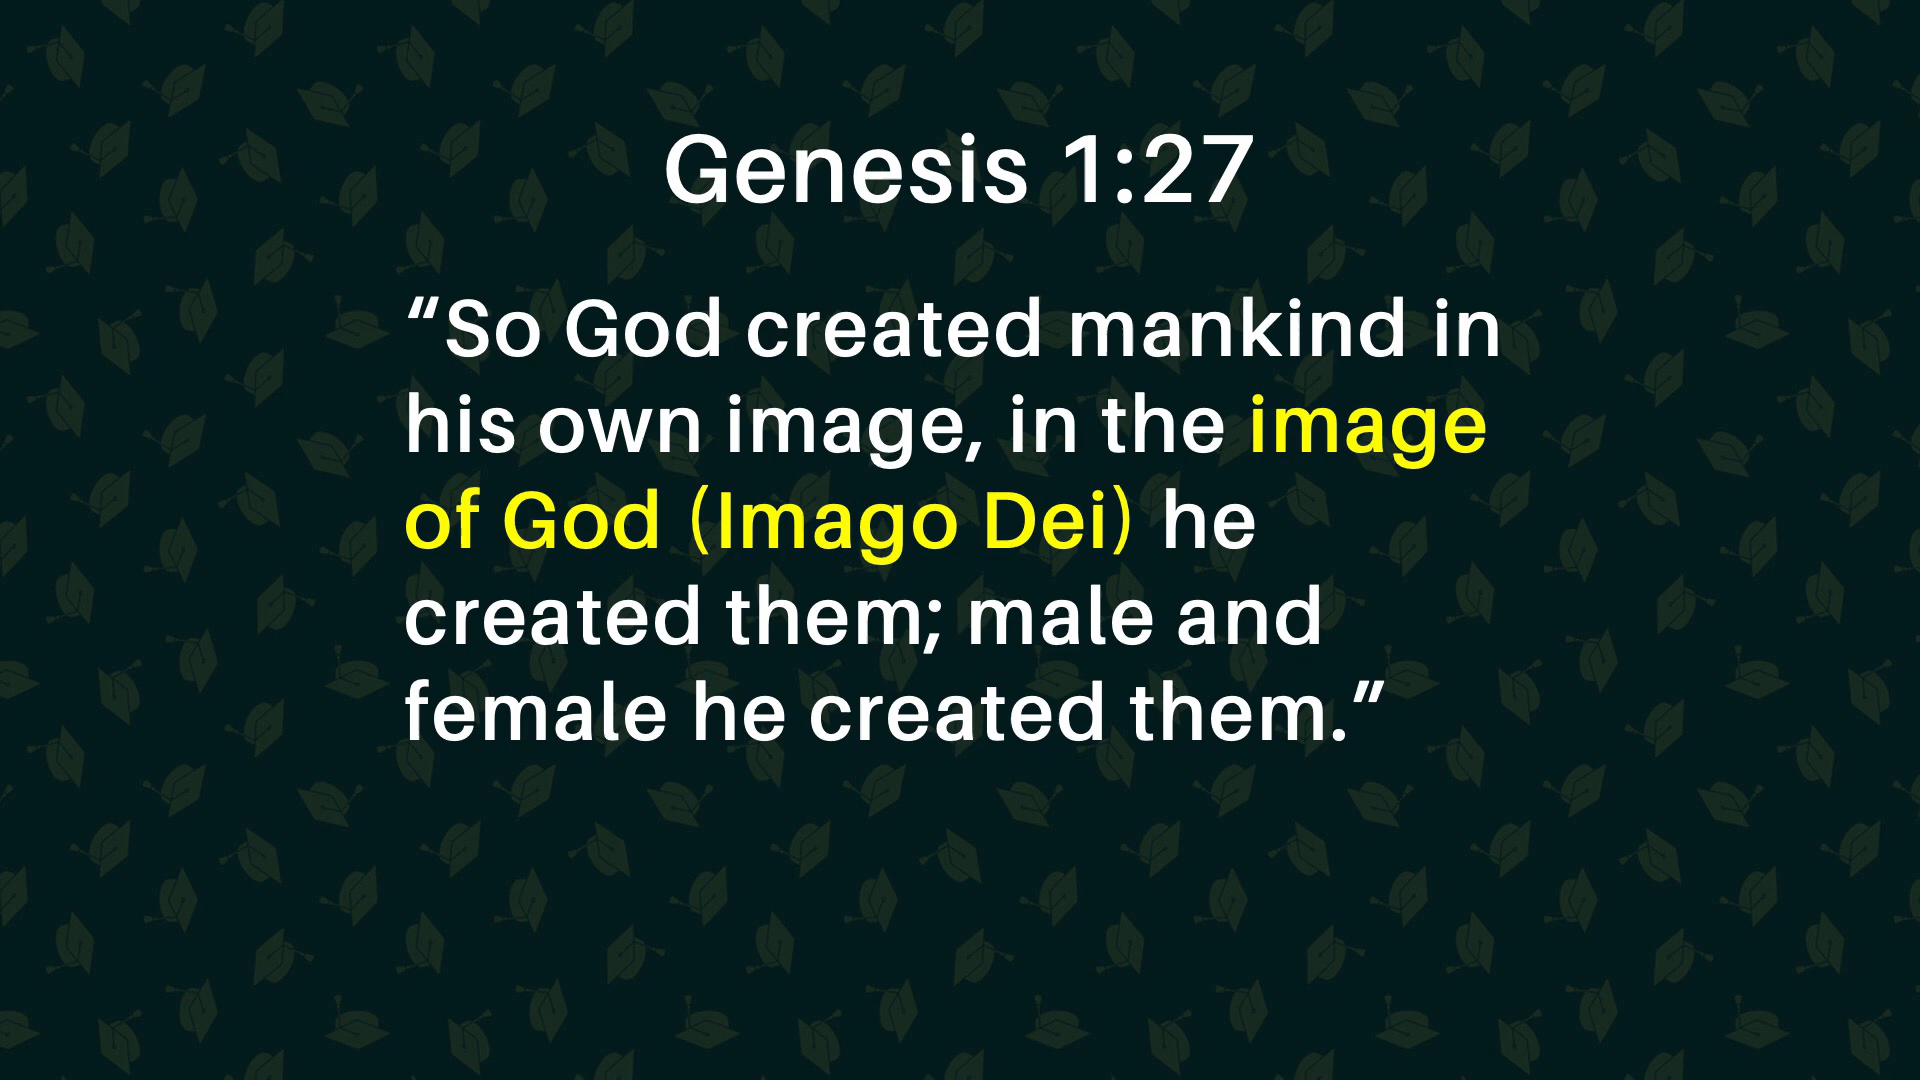 Genesis 1:27
“So God created mankind in
his own image, in the image
of God (Imago Dei) he
created them; male and
female he created them.”